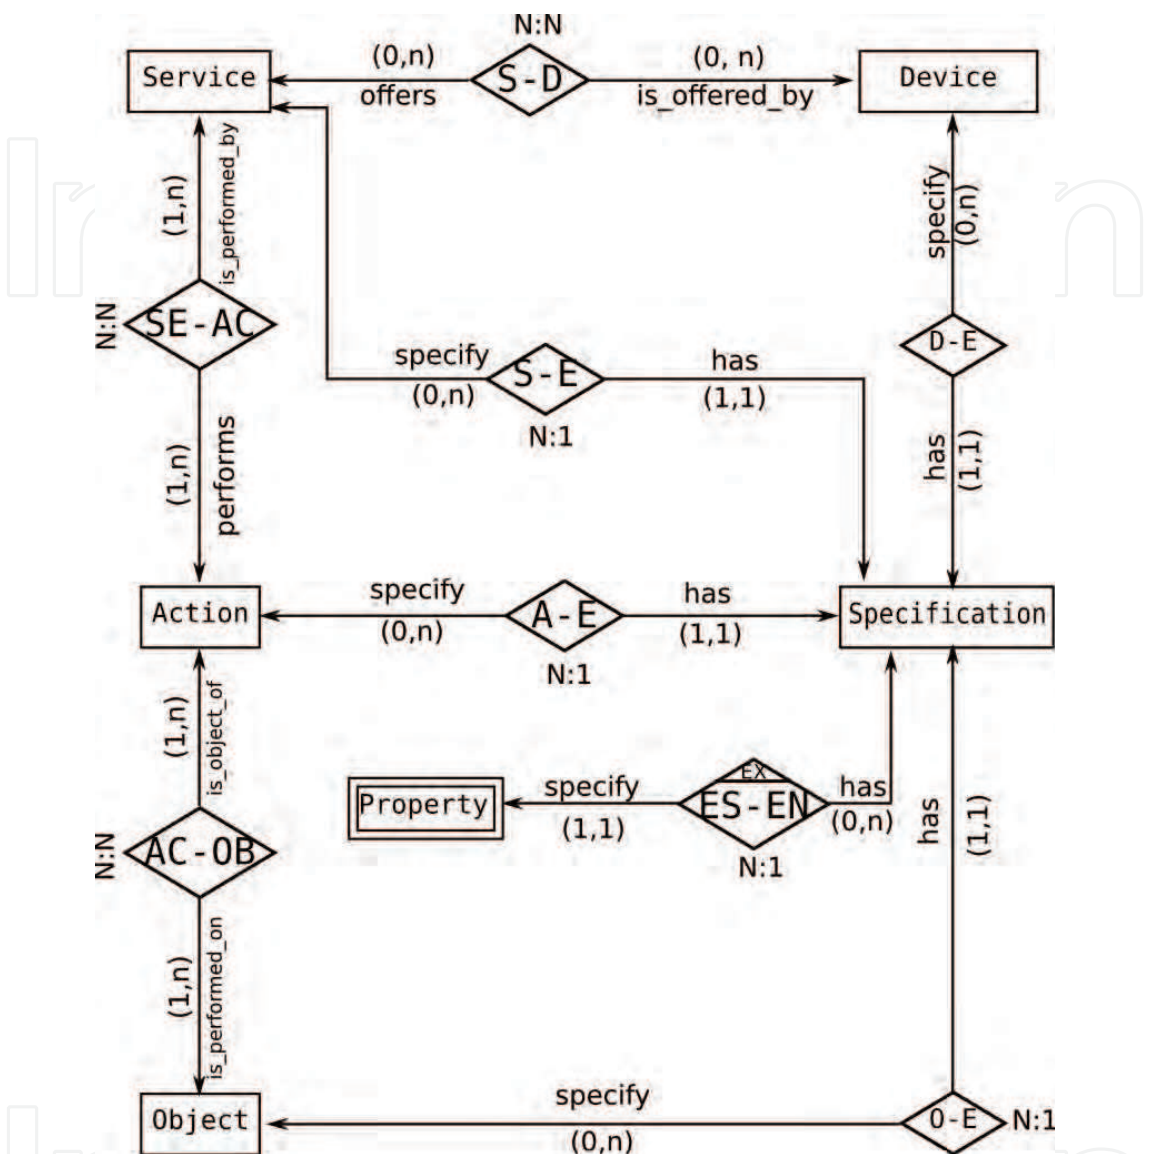 N:N
Service
(0,n)
offers
S-D
(0, n)
is_offered_by
Device
(1,n)
is_performed_by
specify
(0,n)
N:N
SE-AC
D-E
specify
(0,n)
S-E
has
(1,1)
N:1
(1,n)
performs
has
(1,1)
Action
specify
(0,n)
A-E
has
(1,1)
Specification
N:1
(1,n)
is_object_of
Property
specify
(1,1)
EX
ES-EN
has
(0,n)
N:1
has
(1,1)
N:N
AC-OB
(1,n)
is_performed_on
Object
specify
(0,n)
O-E
N:1